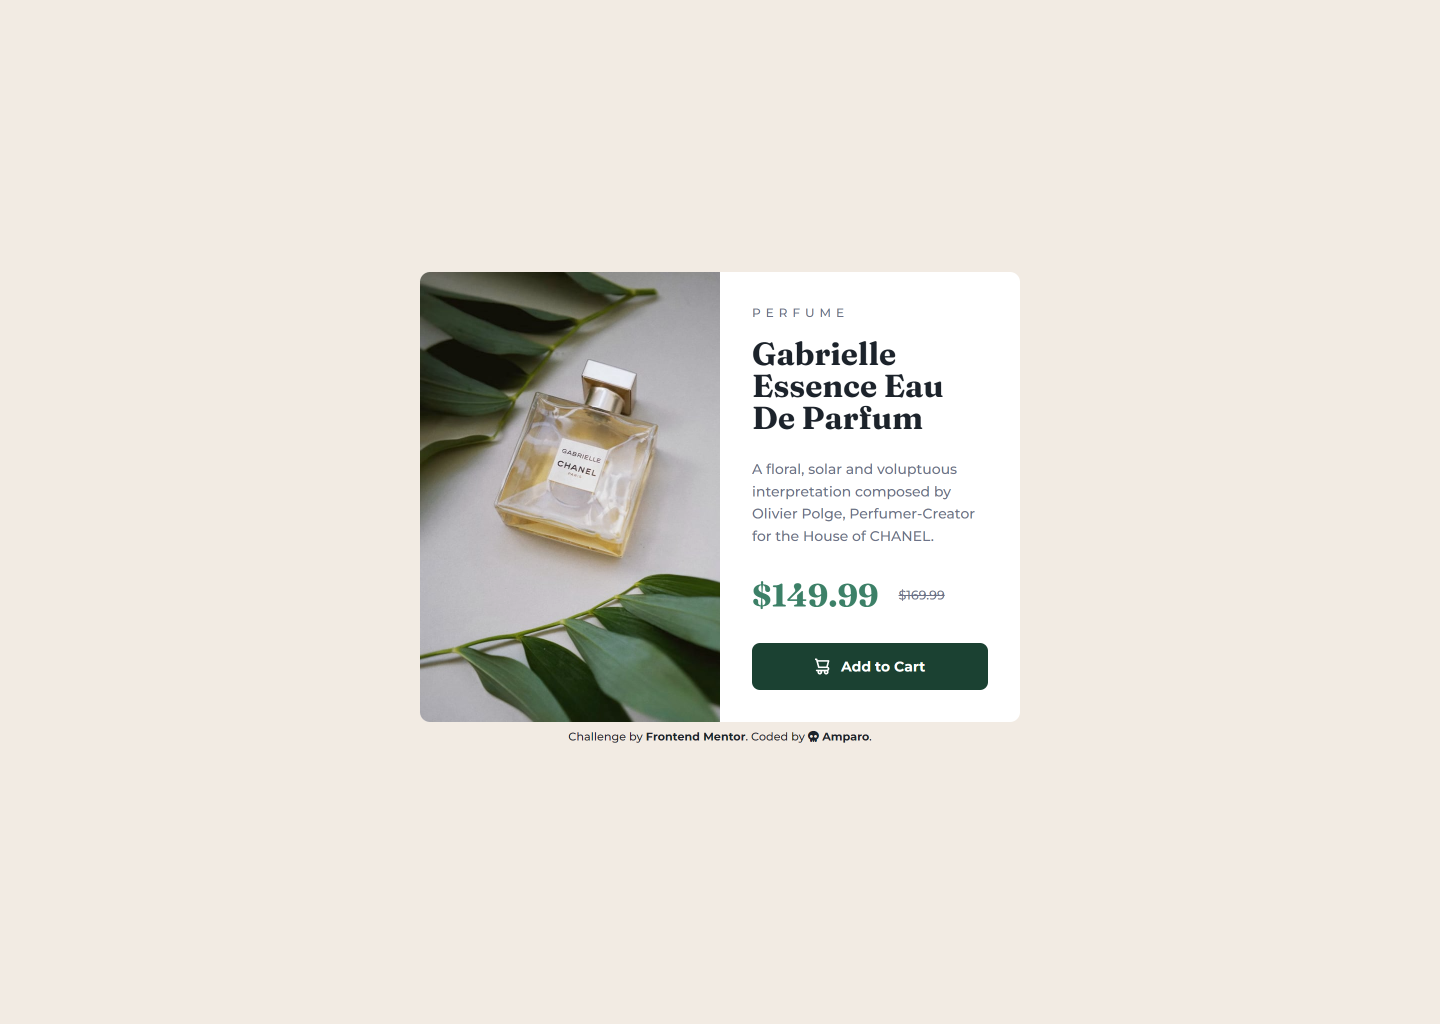 PERFUME
Gabrielle
Essence Eau
De Parfum
A floral, solar and voluptuous
interpretation composed by
Olivier Polge, Perfumer-Creator
for the House of CHANEL.
$149.99 $169.99
Add to Cart
GABRIELLE
CHANEL
PARIS
Challenge by Frontend Mentor. Coded by Amparo.